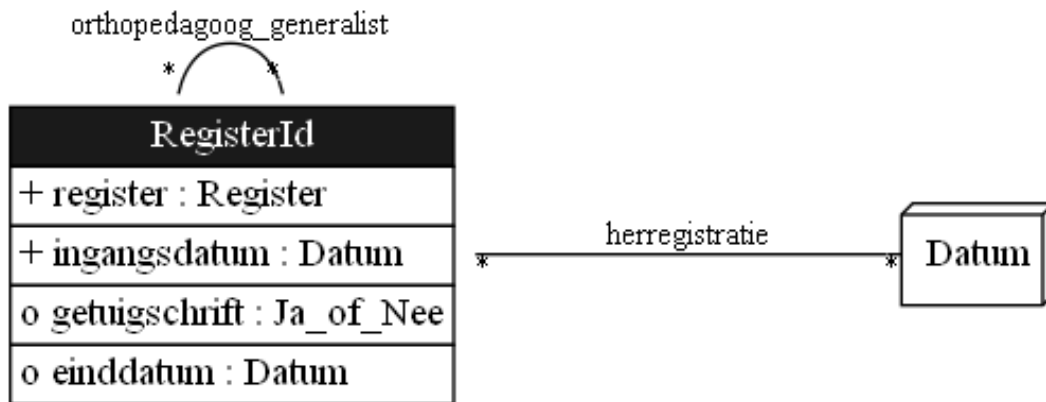 orthopedagoog_generalist
* *
RegisterId
+ register : Register
+ ingangsdatum : Datum
o getuigschrift : Ja_of_Nee
o einddatum : Datum
herregistratie
* *
Datum